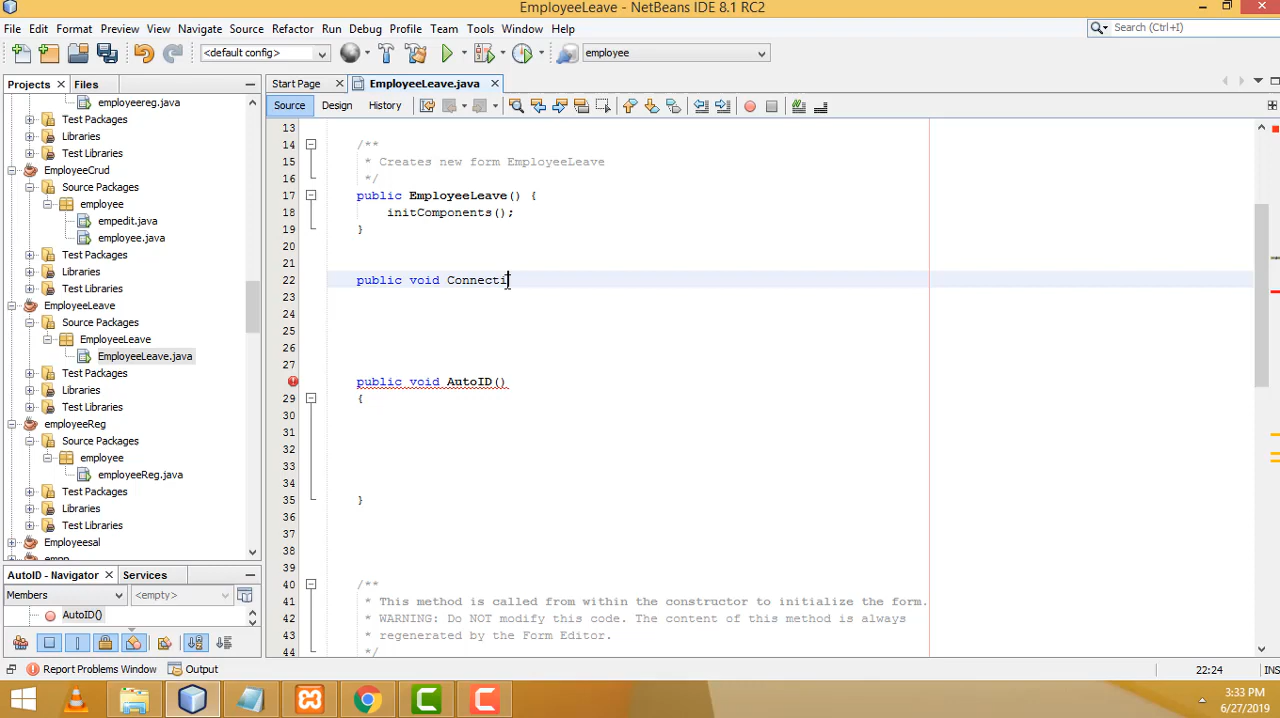 EmployeeLeave - NetBeans IDE 8.1 RC2
File Edit Format Preview View Navigate Source Refactor Run Debug Profile Team Tools Window Help
Search (Ctrl+I)
<default config>
employee
Projects
Files
Start Page
EmployeeLeave.java
Source Design History
employeereg.java
Test Packages
Libraries
Test Libraries
EmployeeCrud
Source Packages
employee
empedit.java
employee.java
Test Packages
Libraries
Test Libraries
EmployeeLeave
Source Packages
EmployeeLeave
EmployeeLeave.java
Test Packages
Libraries
Test Libraries
employeeReg
Source Packages
employee
employeeReg.java
Test Packages
Libraries
Test Libraries
Employeesal
empp
AutoID - Navigator
Services
Members
<empty>
AutoID()
13
14 /**
15 * Creates new form EmployeeLeave
16 */
17 public EmployeeLeave() {
18 initComponents();
19 }
20
21
22 public void Connecti
23
24
25
26
27
public void AutoID()
29 {
30
31
32
33
34
35 }
36
37
38
39
40 /**
41 * This method is called from within the constructor to initialize the form.
42 * WARNING: Do NOT modify this code. The content of this method is always
43 * regenerated by the Form Editor.
44 */
Report Problems Window
Output
22:24
INS
3:33 PM
6/27/2019